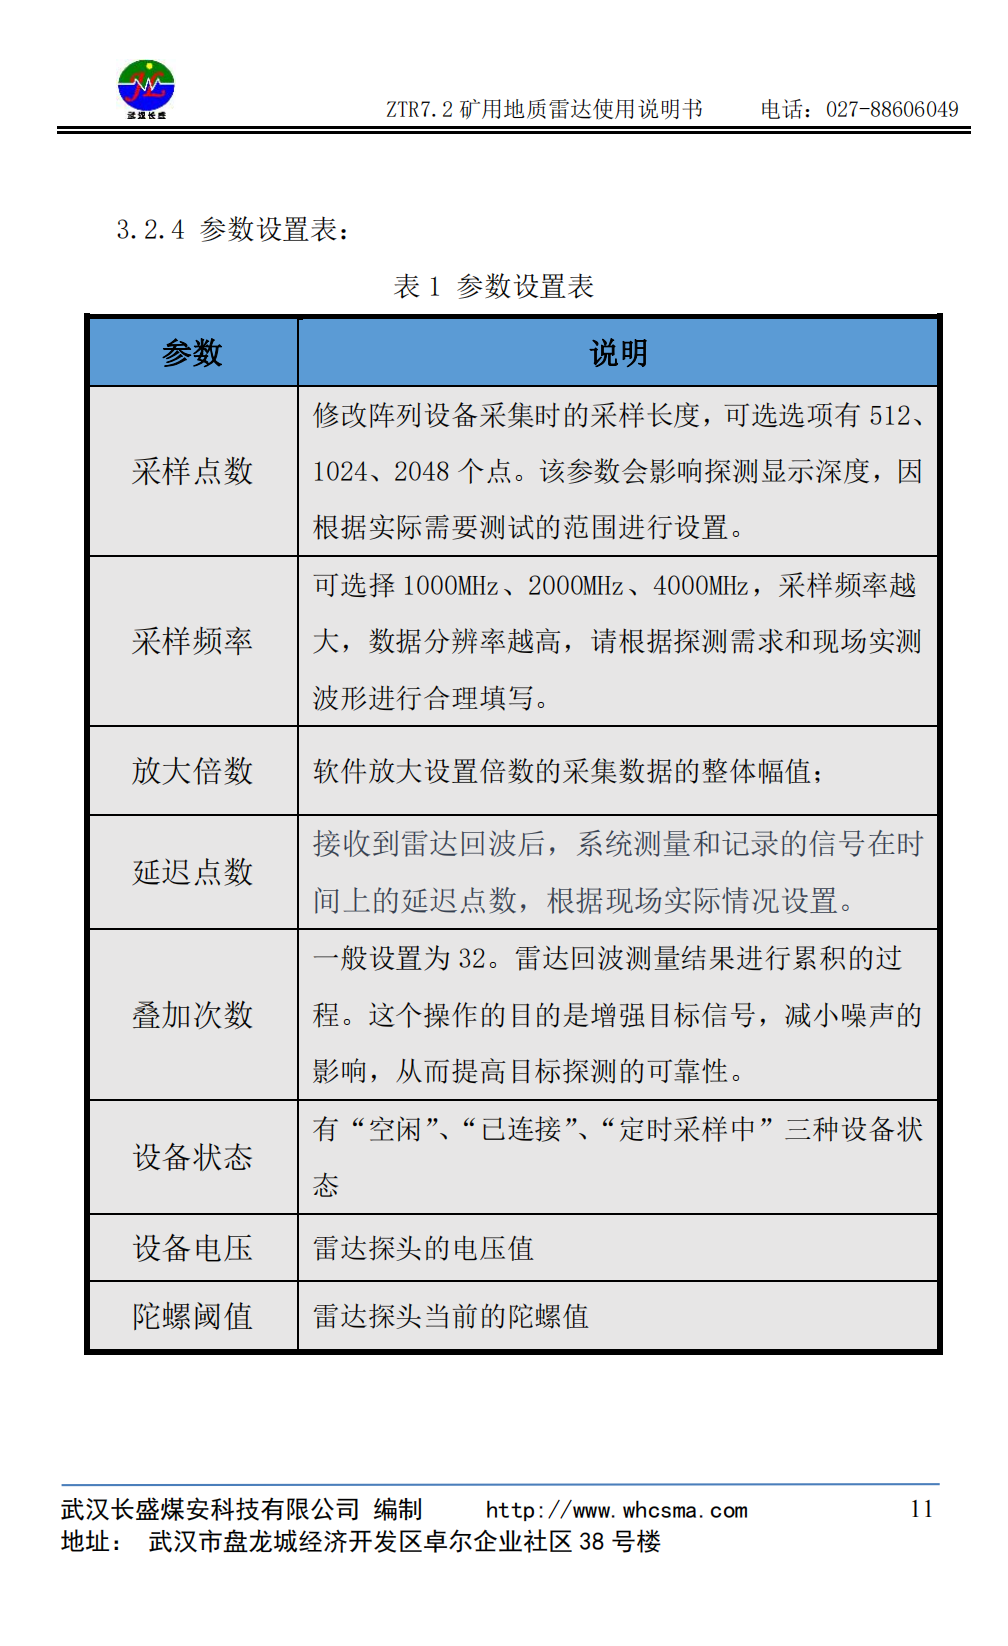 武汉长盛
ZTR7.2 矿用地质雷达使用说明书 电话：027-88606049
3.2.4 参数设置表：
表 1 参数设置表
参数 说明
采样点数
修改阵列设备采集时的采样长度，可选选项有 512、
1024、2048 个点。该参数会影响探测显示深度，因
根据实际需要测试的范围进行设置。
采样频率
可选择 1000MHz、2000MHz、4000MHz，采样频率越
大，数据分辨率越高，请根据探测需求和现场实测
波形进行合理填写。
放大倍数 软件放大设置倍数的采集数据的整体幅值；
延迟点数
接收到雷达回波后，系统测量和记录的信号在时
间上的延迟点数，根据现场实际情况设置。
叠加次数
一般设置为 32。雷达回波测量结果进行累积的过
程。这个操作的目的是增强目标信号，减小噪声的
影响，从而提高目标探测的可靠性。
设备状态
有“空闲”、“已连接”、“定时采样中”三种设备状
态
设备电压 雷达探头的电压值
陀螺阈值 雷达探头当前的陀螺值
武汉长盛煤安科技有限公司 编制 http://www.whcsma.com 11
地址： 武汉市盘龙城经济开发区卓尔企业社区 38 号楼